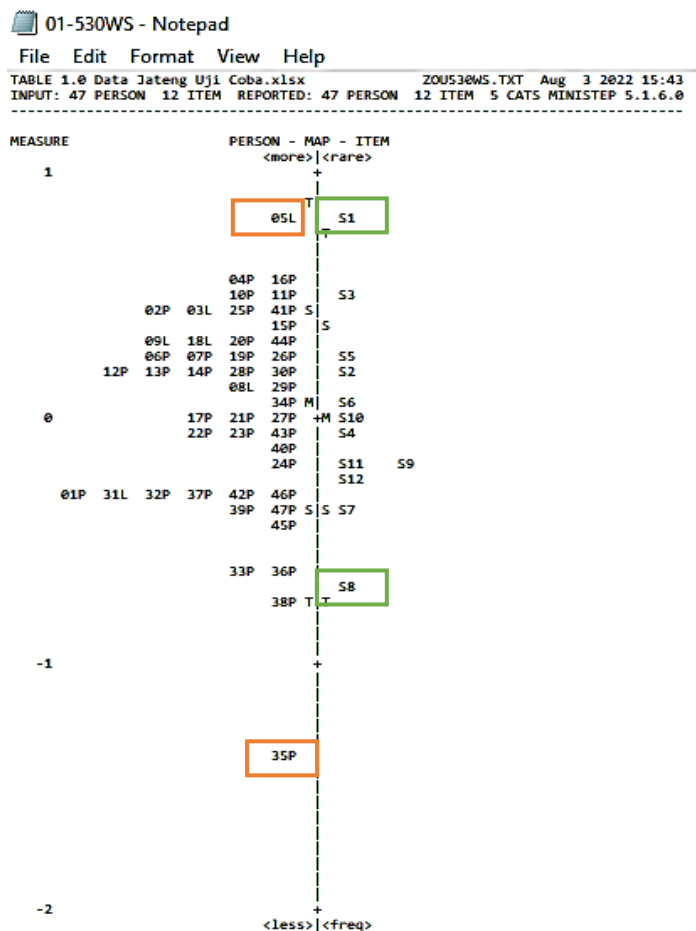 01-530WS - Notepad
File Edit Format View Help
TABLE 1.0 Data Jateng Uji Coba.xlsx ZOU530WS.TXT Aug 3 2022 15:43
INPUT: 47 PERSON 12 ITEM REPORTED: 47 PERSON 12 ITEM 5 CATS MINISTEP 5.1.6.0
--------------------------------------------------------------------------------
MEASURE PERSON - MAP - ITEM
<more>|<rare>
1 +
|
T|
05L | S1
|T
|
|
04P 16P |
10P 11P | S3
02P 03L 25P 41P S|
15P |S
09L 18L 20P 44P |
06P 07P 19P 26P | S5
12P 13P 14P 28P 30P | S2
08L 29P |
34P M| S6
0 17P 21P 27P +M S10
22P 23P 43P | S4
40P |
24P | S11 S9
| S12
01P 31L 32P 37P 42P 46P |
39P 47P S|S S7
45P |
|
|
33P 36P |
| S8
38P T|T
|
|
|
-1 +
|
|
|
|
|
35P |
|
|
|
|
|
|
|
|
|
-2 +
<less>|<freq>